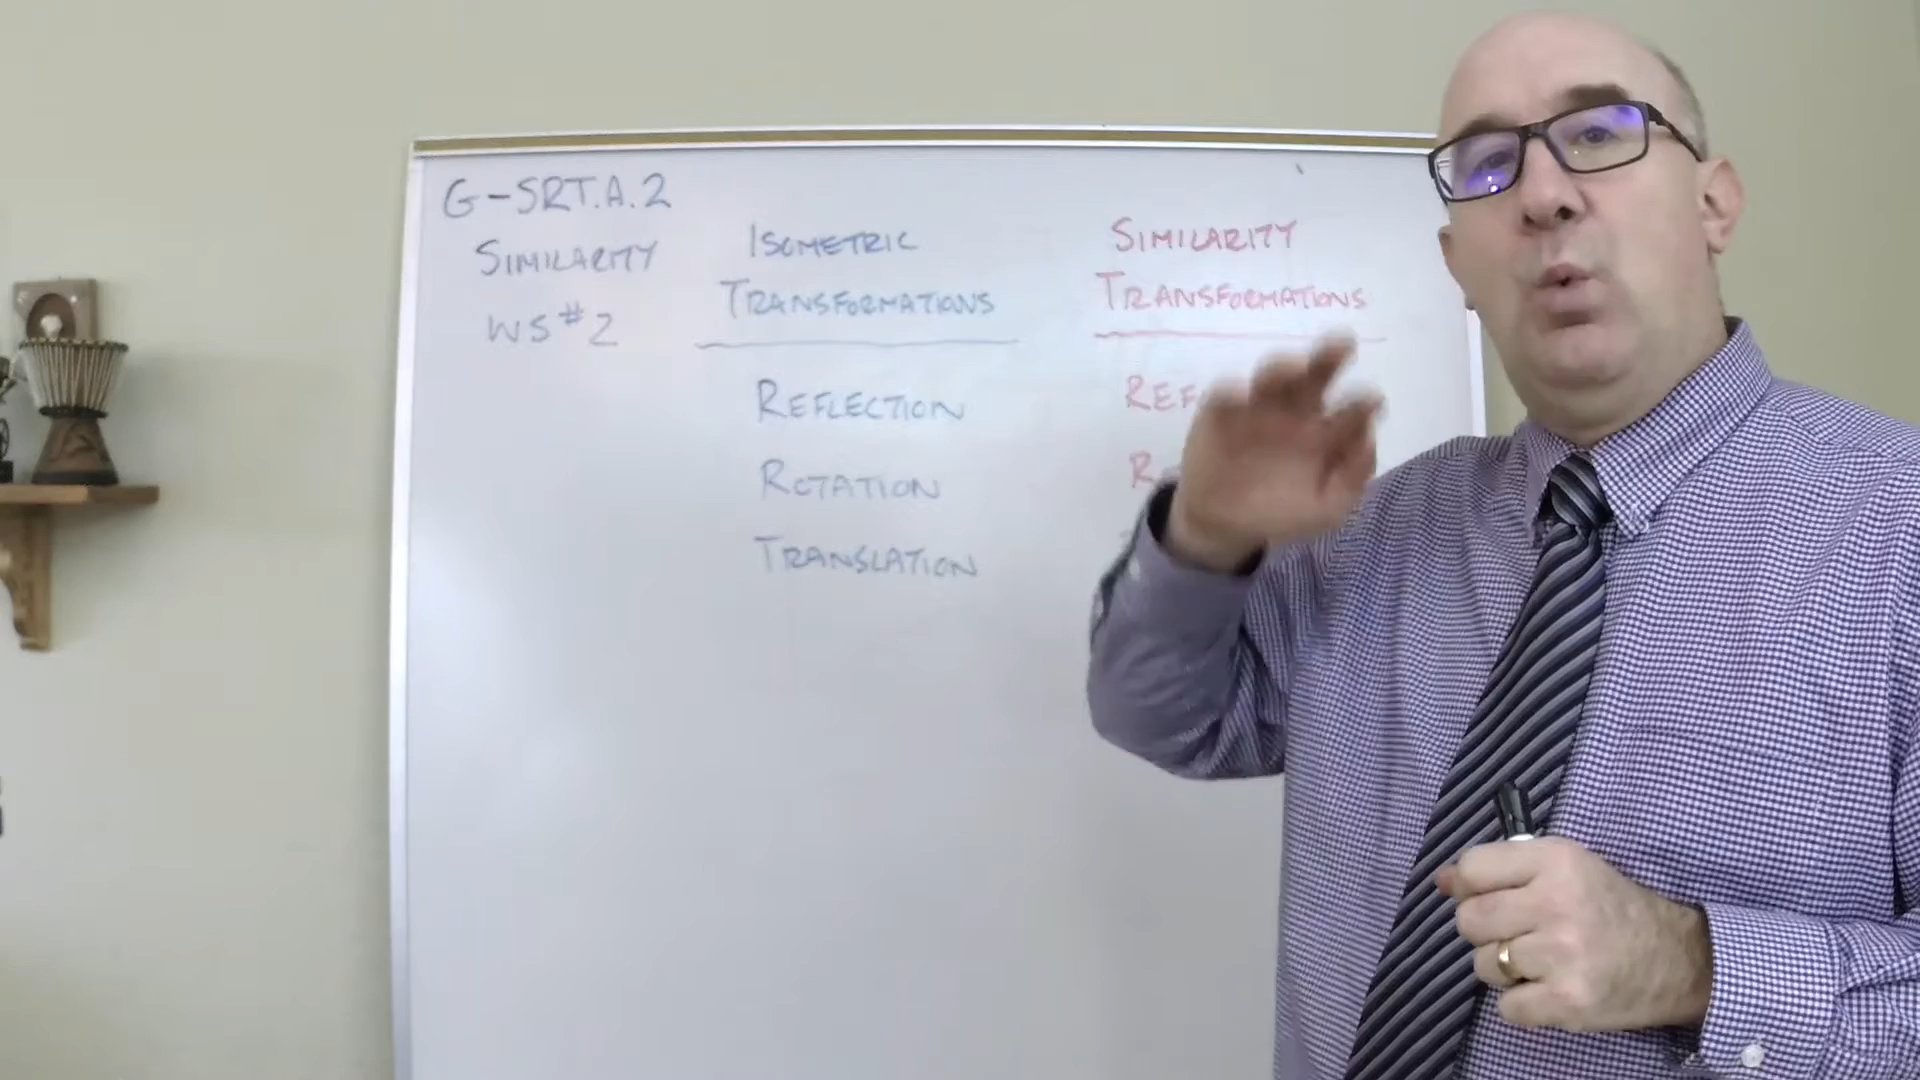 G-SRT.A.2
SIMILARITY
WS #2
ISOMETRIC
TRANSFORMATIONS
REFLECTION
ROTATION
TRANSLATION
SIMILARITY
TRANSFORMATIONS